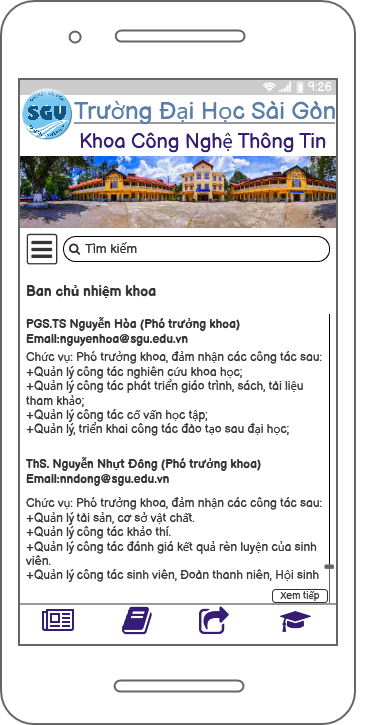 9:26
SGU
Trường Đại Học Sài Gòn
Khoa Công Nghệ Thông Tin
Tìm kiếm
Ban chủ nhiệm khoa
PGS.TS Nguyễn Hòa (Phó trưởng khoa)
Email:nguyenhoa@sgu.edu.vn
Chức vụ: Phó trưởng khoa, đảm nhận các công tác sau:
+Quản lý công tác nghiên cứu khoa học;
+Quản lý công tác phát triển giáo trình, sách, tài liệu
tham khảo;
+Quản lý công tác cố vấn học tập;
+Quản lý, triển khai công tác đào tạo sau đại học;
ThS. Nguyễn Nhựt Đông (Phó trưởng khoa)
Email:nndong@sgu.edu.vn
Chức vụ: Phó trưởng khoa, đảm nhận các công tác sau:
+Quản lý tài sản, cơ sở vật chất.
+Quản lý công tác khảo thí.
+Quản lý công tác đánh giá kết quả rèn luyện của sinh
viên.
+Quản lý công tác sinh viên, Đoàn thanh niên, Hội sinh
Xem tiếp